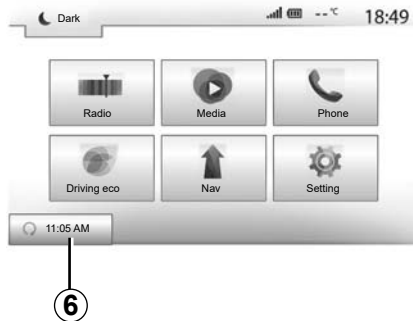 Dark
--°C
18:49
Radio
Media
Phone
Driving eco
Nav
Setting
11:05 AM
6